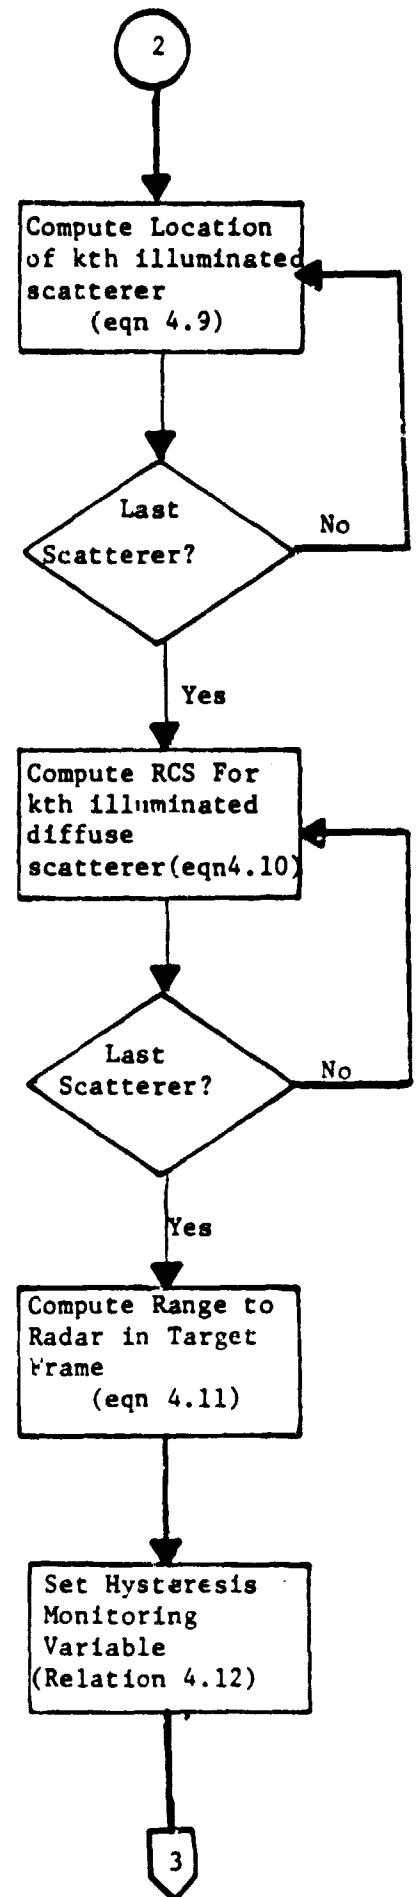 2
Compute Location
of kth illuminated
scatterer
(eqn 4.9)
Last
Scatterer?
No
Yes
Compute RCS For
kth illuminated
diffuse
scatterer(eqn4.10)
Last
Scatterer?
No
Yes
Compute Range to
Radar in Target
Frame
(eqn 4.11)
Set Hysteresis
Monitoring
Variable
(Relation 4.12)
3